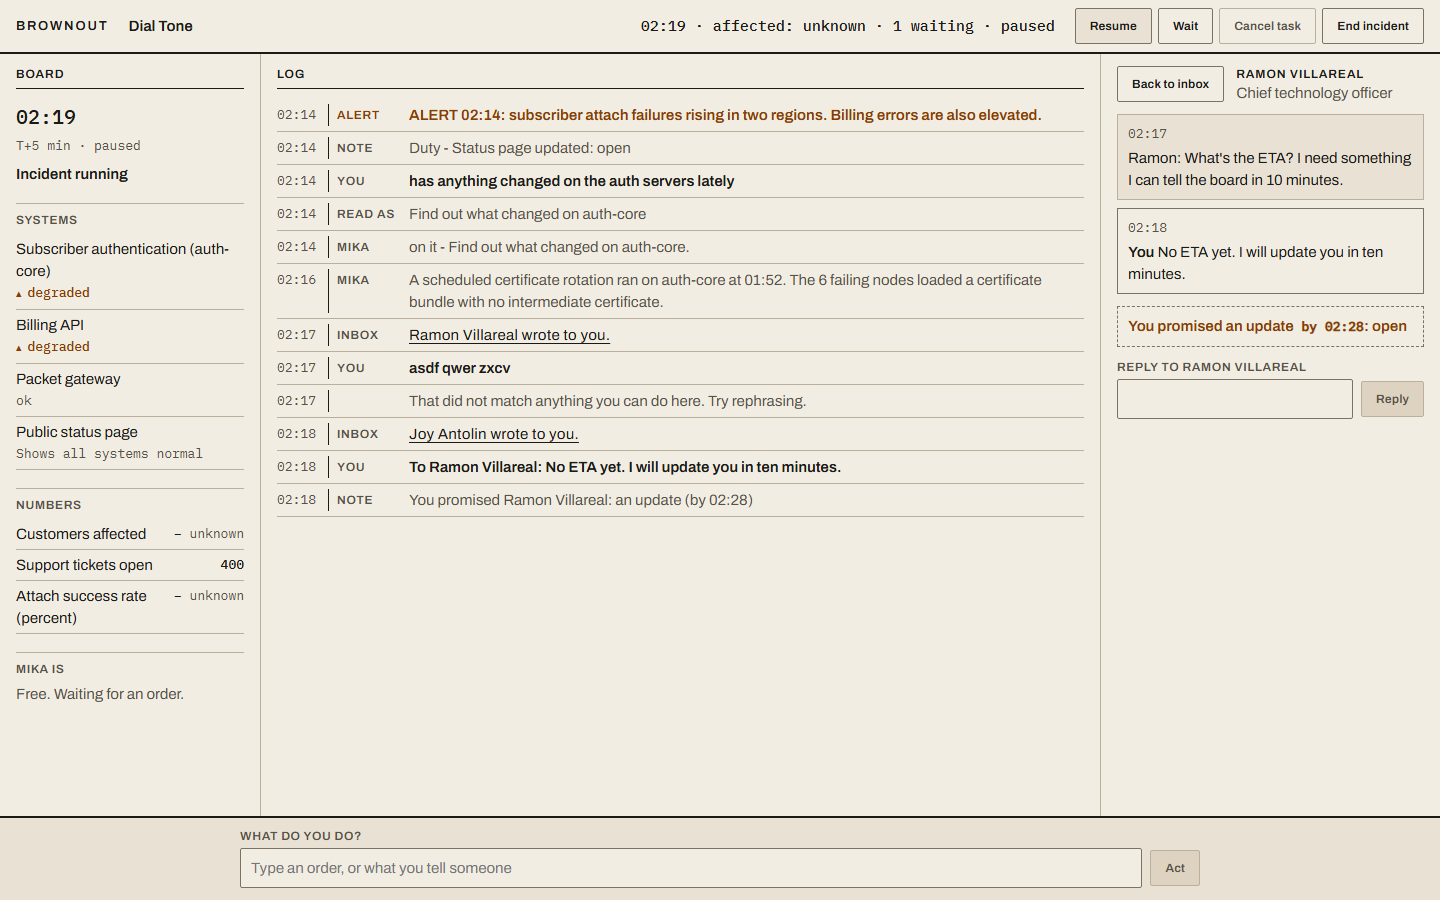 BROWNOUT Dial Tone
02:19 · affected: unknown · 1 waiting · paused
Resume
Wait
Cancel task
End incident
BOARD
02:19
T+5 min · paused
Incident running
SYSTEMS
Subscriber authentication (auth-
core)
▲ degraded
Billing API
▲ degraded
Packet gateway
ok
Public status page
Shows all systems normal
NUMBERS
Customers affected – unknown
Support tickets open 400
Attach success rate – unknown
(percent)
MIKA IS
Free. Waiting for an order.
LOG
02:14 ALERT ALERT 02:14: subscriber attach failures rising in two regions. Billing errors are also elevated.
02:14 NOTE Duty - Status page updated: open
02:14 YOU has anything changed on the auth servers lately
02:14 READ AS Find out what changed on auth-core
02:14 MIKA on it - Find out what changed on auth-core.
02:16 MIKA A scheduled certificate rotation ran on auth-core at 01:52. The 6 failing nodes loaded a certificate
bundle with no intermediate certificate.
02:17 INBOX Ramon Villareal wrote to you.
02:17 YOU asdf qwer zxcv
02:17 That did not match anything you can do here. Try rephrasing.
02:18 INBOX Joy Antolin wrote to you.
02:18 YOU To Ramon Villareal: No ETA yet. I will update you in ten minutes.
02:18 NOTE You promised Ramon Villareal: an update (by 02:28)
Back to inbox
RAMON VILLAREAL
Chief technology officer
02:17
Ramon: What's the ETA? I need something
I can tell the board in 10 minutes.
02:18
You No ETA yet. I will update you in ten
minutes.
You promised an update by 02:28: open
REPLY TO RAMON VILLAREAL
Reply
WHAT DO YOU DO?
Type an order, or what you tell someone
Act